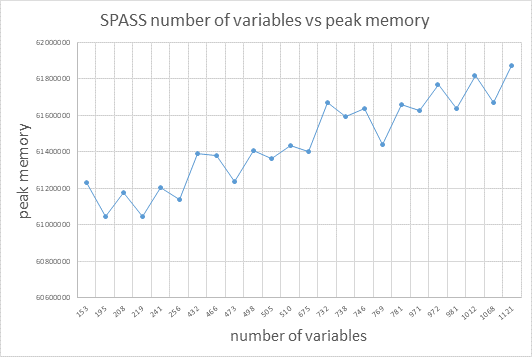 SPASS number of variables vs peak memory
62000000
61800000
61600000
61400000
61200000
61000000
60800000
60600000
peak memory
153 195 208 219 241 256 432 466 473 498 505 510 675 732 738 746 769 781 971 972 981 1012 1068 1121
number of variables